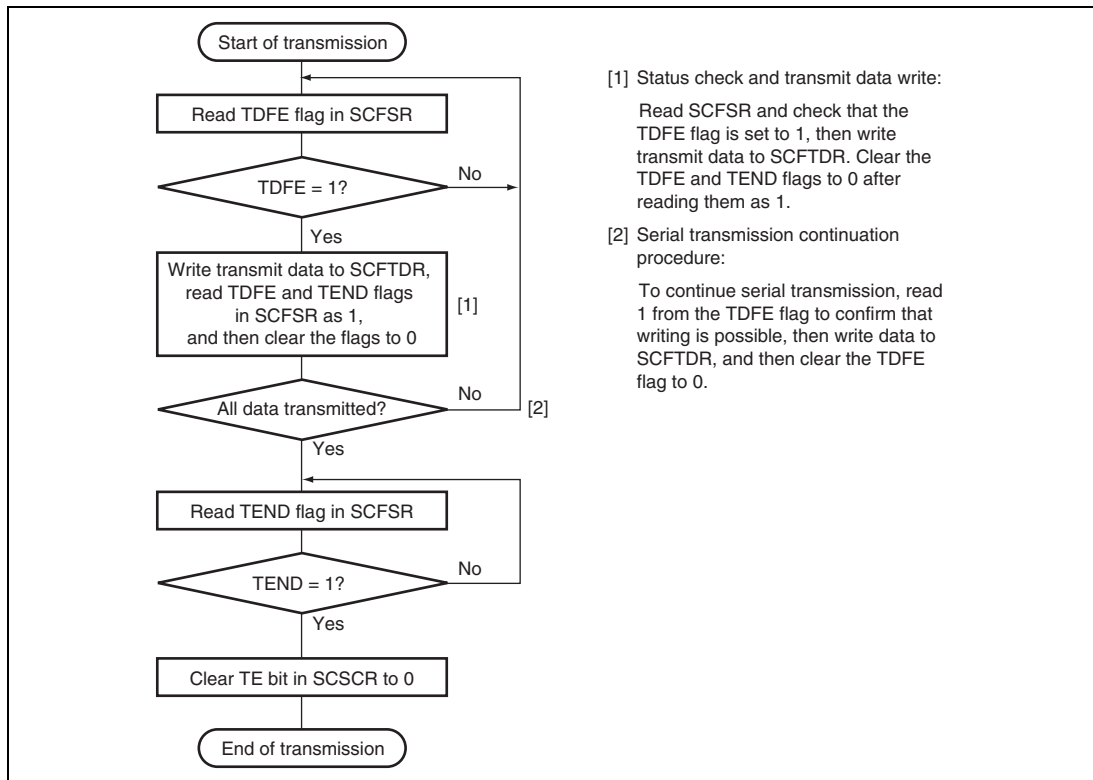 Start of transmission
Read TDFE flag in SCFSR
TDFE = 1?
No
Yes
Write transmit data to SCFTDR,
read TDFE and TEND flags
in SCFSR as 1,
and then clear the flags to 0
[1]
All data transmitted?
No
[2]
Yes
Read TEND flag in SCFSR
TEND = 1?
No
Yes
Clear TE bit in SCSCR to 0
End of transmission
[1] Status check and transmit data write:
Read SCFSR and check that the
TDFE flag is set to 1, then write
transmit data to SCFTDR. Clear the
TDFE and TEND flags to 0 after
reading them as 1.
[2] Serial transmission continuation
procedure:
To continue serial transmission, read
1 from the TDFE flag to confirm that
writing is possible, then write data to
SCFTDR, and then clear the TDFE
flag to 0.